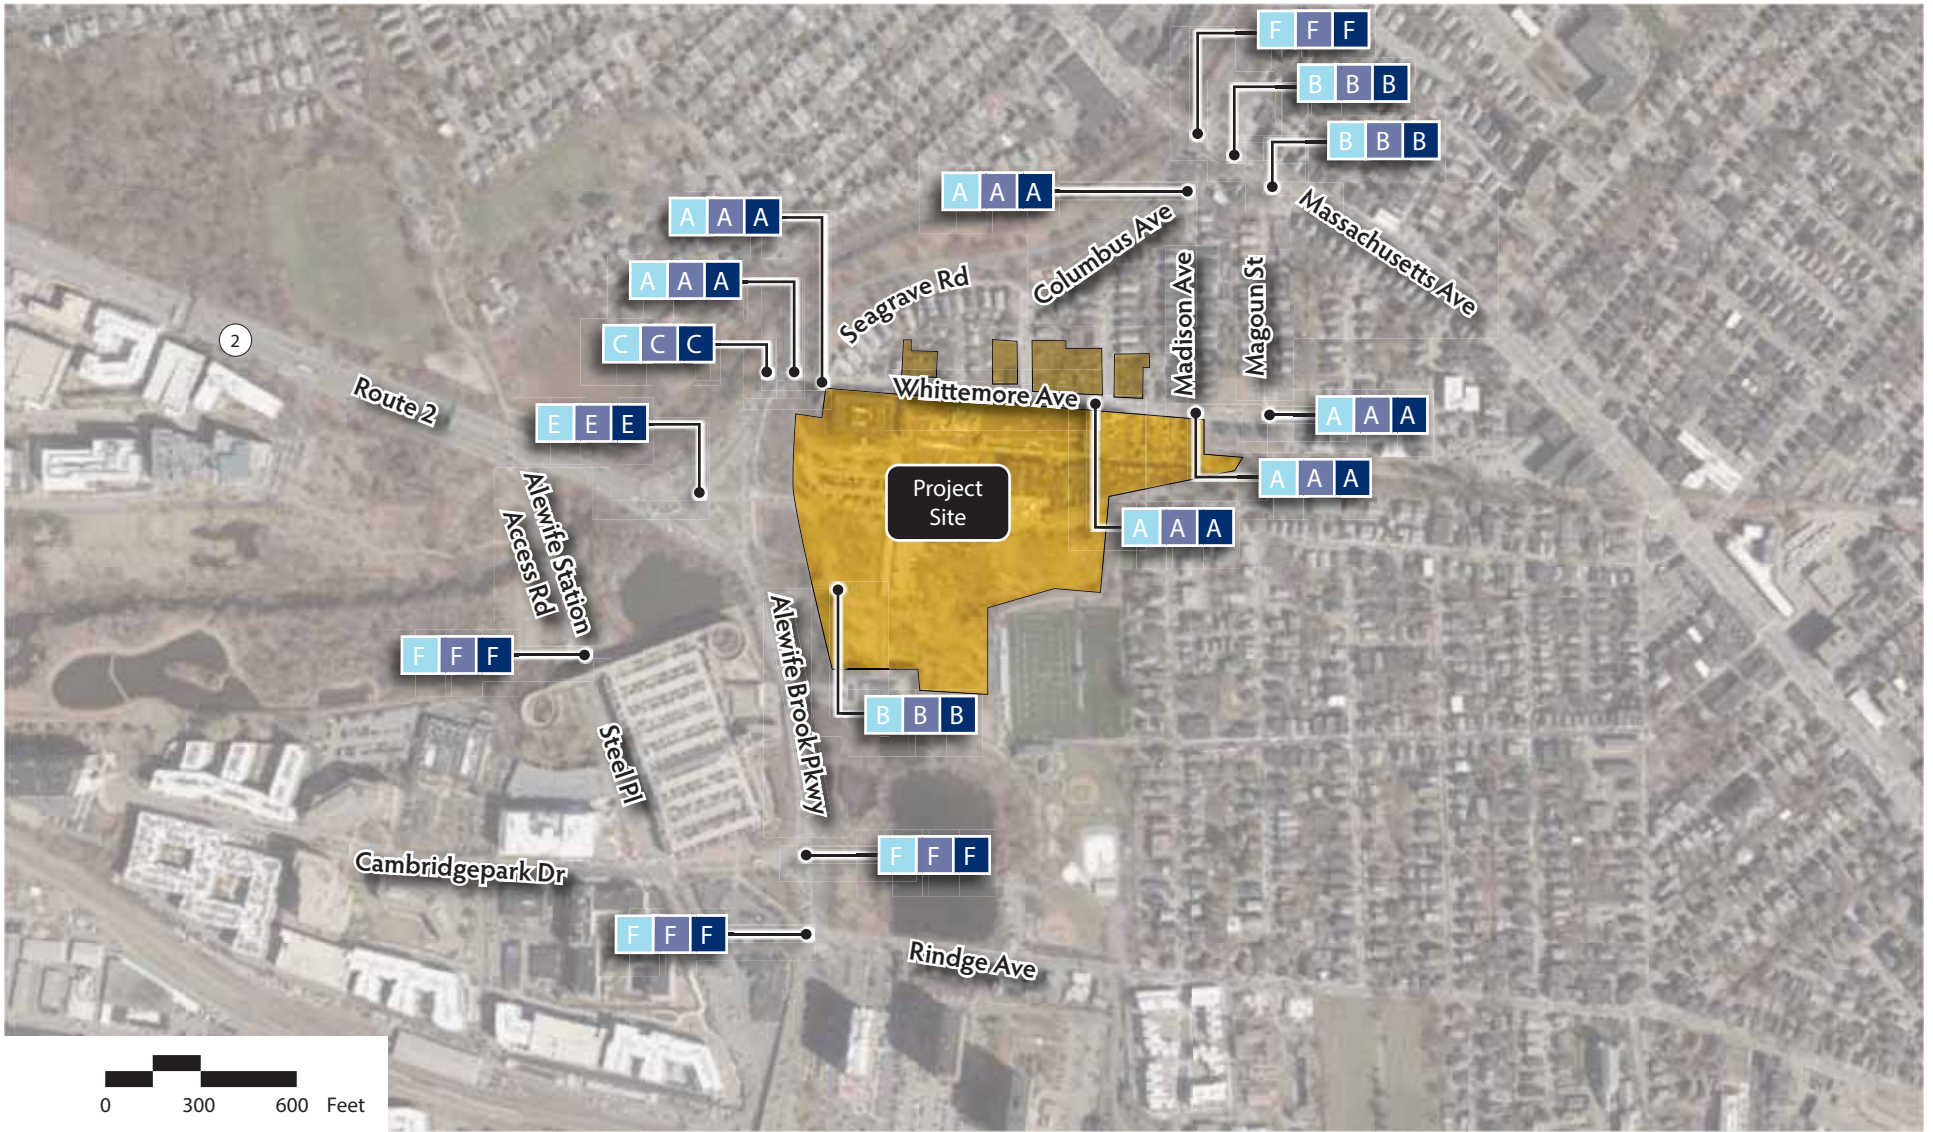 F F F
B B B
B B B
A A A
A A A
A A A
C C C
E E E
2
Route 2
Seagrave Rd
Columbus Ave
Madison Ave
Magoun St
Massachusetts Ave
Whittemore Ave
A A A
A A A
A A A
Project
Site
Alewife Station
Access Rd
F F F
Alewife Brook Pkwy
B B B
Steel Pl
Cambridgepark Dr
F F F
F F F
Rindge Ave
0 300 600 Feet